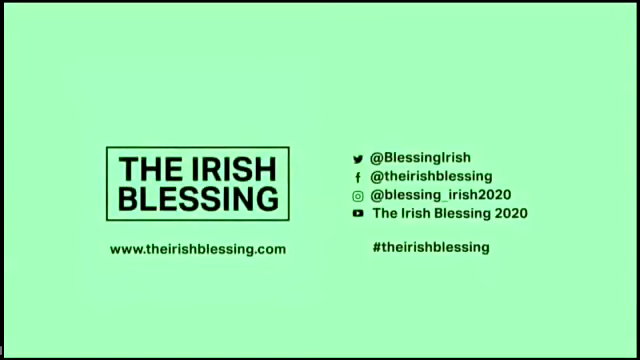 THE IRISH
BLESSING
www.theirishblessing.com
@BlessingIrish
@theirishblessing
@blessing_irish2020
The Irish Blessing 2020
#theirishblessing